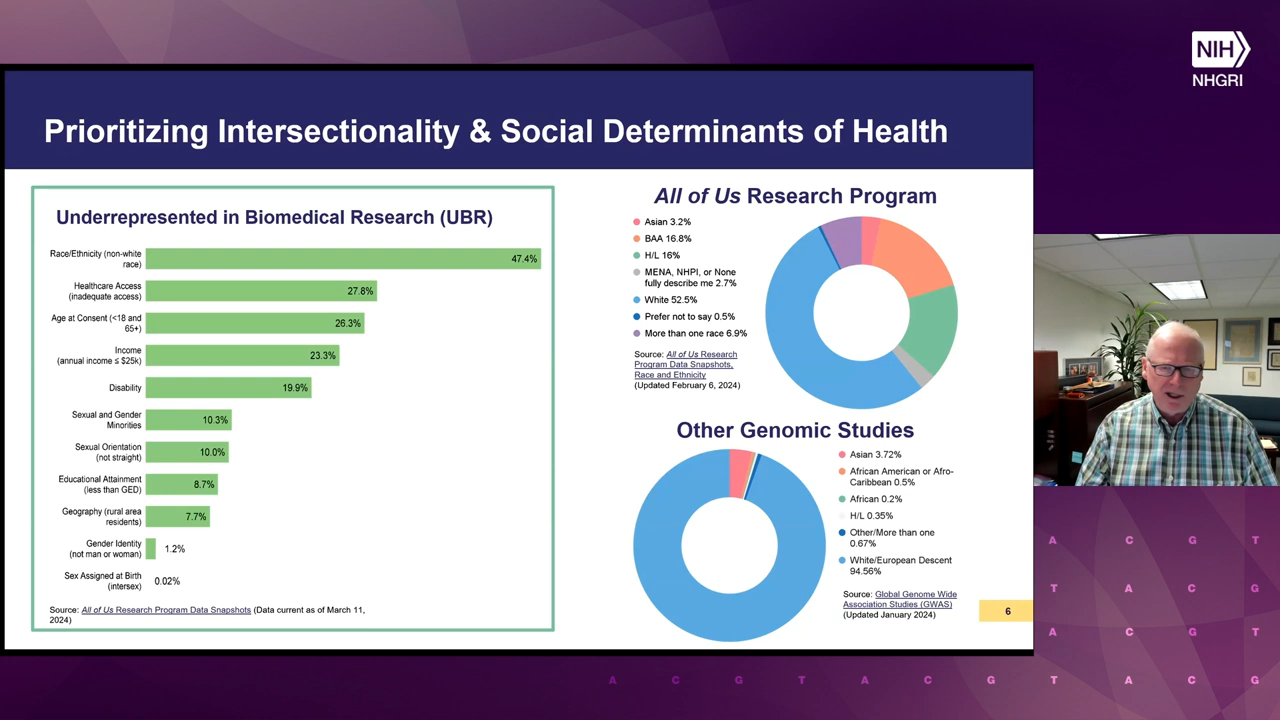 NIH
NHGRI
Prioritizing Intersectionality & Social Determinants of Health
Underrepresented in Biomedical Research (UBR)
Race/Ethnicity (non-white
race)
47.4%
Healthcare Access
(inadequate access)
27.8%
Age at Consent (<18 and
65+)
26.3%
Income
(annual income ≤ $25k)
23.3%
Disability
19.9%
Sexual and Gender
Minorities
10.3%
Sexual Orientation
(not straight)
10.0%
Educational Attainment
(less than GED)
8.7%
Geography (rural area
residents)
7.7%
Gender Identity
(not man or woman)
1.2%
Sex Assigned at Birth
(intersex)
0.02%
Source: All of Us Research Program Data Snapshots (Data current as of March 11,
2024)
All of Us Research Program
Asian 3.2%
BAA 16.8%
H/L 16%
MENA, NHPI, or None
fully describe me 2.7%
White 52.5%
Prefer not to say 0.5%
More than one race 6.9%
Source: All of Us Research
Program Data Snapshots,
Race and Ethnicity
(Updated February 6, 2024)
Other Genomic Studies
Asian 3.72%
African American or Afro-
Caribbean 0.5%
African 0.2%
H/L 0.35%
Other/More than one
0.67%
White/European Descent
94.56%
Source: Global Genome Wide
Association Studies (GWAS)
(Updated January 2024)
6
A C G T
T A C G
A C G T
A C G T A C G T A C G